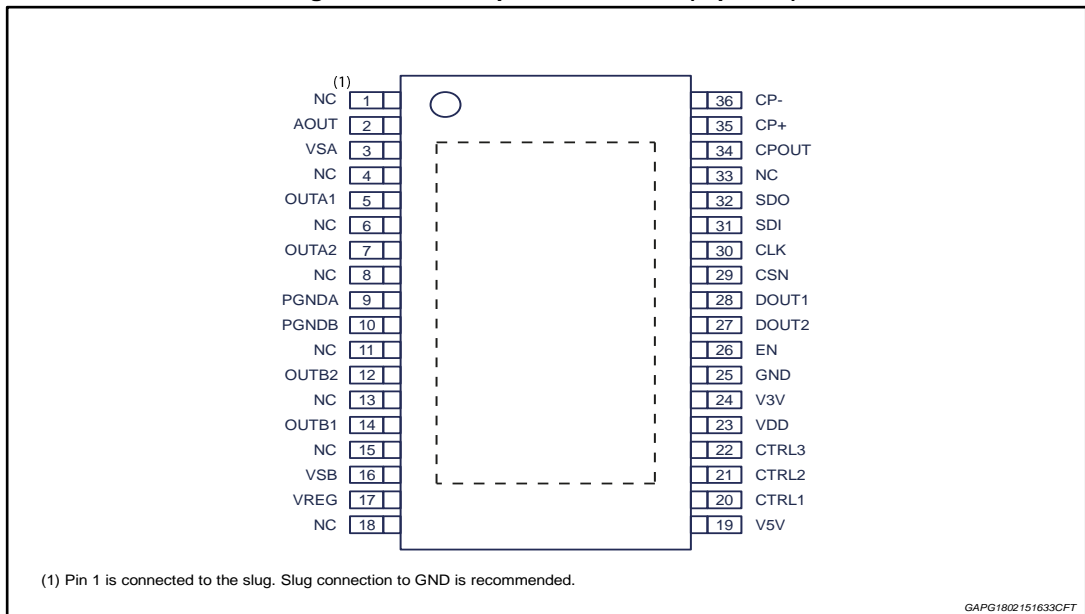 (1)
NC 1
AOUT 2
VSA 3
NC 4
OUTA1 5
NC 6
OUTA2 7
NC 8
PGNDA 9
PGNDB 10
NC 11
OUTB2 12
NC 13
OUTB1 14
NC 15
VSB 16
VREG 17
NC 18
36 CP-
35 CP+
34 CPOUT
33 NC
32 SDO
31 SDI
30 CLK
29 CSN
28 DOUT1
27 DOUT2
26 EN
25 GND
24 V3V
23 VDD
22 CTRL3
21 CTRL2
20 CTRL1
19 V5V
(1) Pin 1 is connected to the slug. Slug connection to GND is recommended.
GAPG1802151633CFT